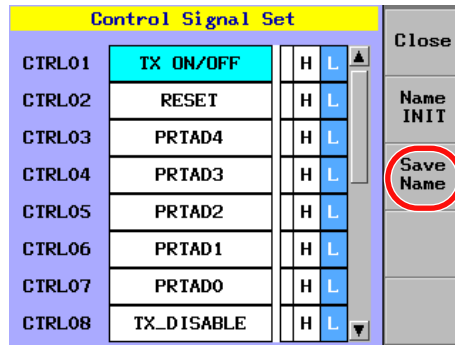 Control Signal Set
CTRL01 TX ON/OFF H L
CTRL02 RESET H L
CTRL03 PRTAD4 H L
CTRL04 PRTAD3 H L
CTRL05 PRTAD2 H L
CTRL06 PRTAD1 H L
CTRL07 PRTAD0 H L
CTRL08 TX_DISABLE H L
Close
Name
INIT
Save
Name